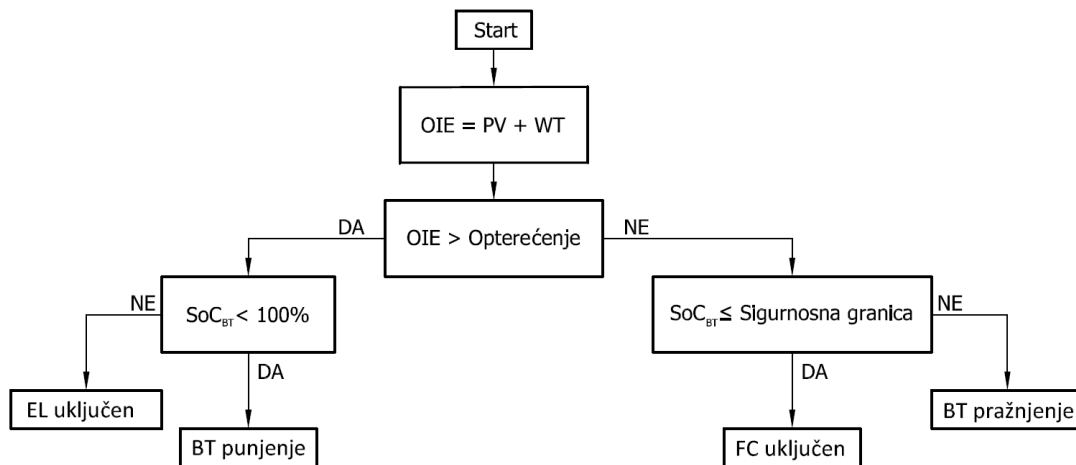 Start
OIE = PV + WT
DA
NE
OIE > Opterećenje
NE
SoC_BT < 100%
SoC_BT ≤ Sigurnosna granica
NE
DA
DA
EL uključen
BT pražnjenje
BT punjenje
FC uključen